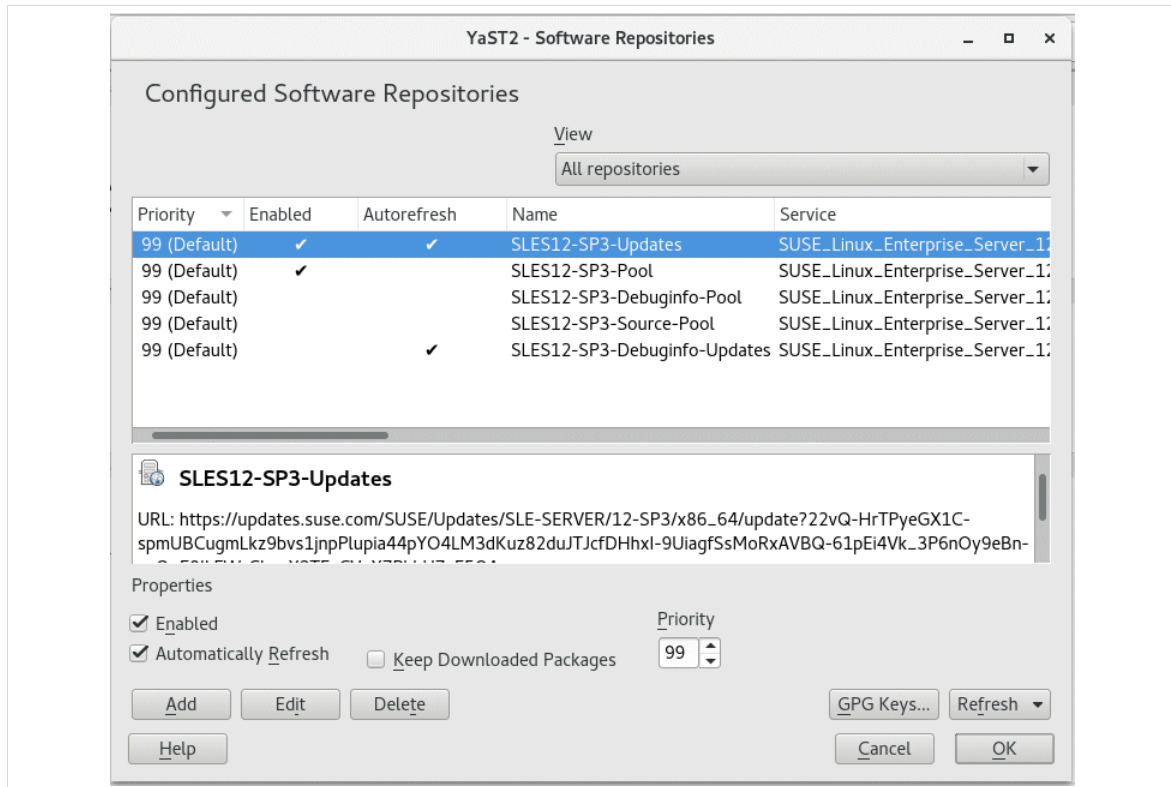 YaST2 - Software Repositories
Configured Software Repositories
View
All repositories
Priority Enabled Autorefresh Name Service
99 (Default) ✔ ✔ SLES12-SP3-Updates SUSE_Linux_Enterprise_Server_12
99 (Default) ✔ SLES12-SP3-Pool SUSE_Linux_Enterprise_Server_12
99 (Default) SLES12-SP3-Debuginfo-Pool SUSE_Linux_Enterprise_Server_12
99 (Default) SLES12-SP3-Source-Pool SUSE_Linux_Enterprise_Server_12
99 (Default) ✔ SLES12-SP3-Debuginfo-Updates SUSE_Linux_Enterprise_Server_12
SLES12-SP3-Updates
URL: https://updates.suse.com/SUSE/Updates/SLE-SERVER/12-SP3/x86_64/update?22vQ-HrTPyeGX1C-
spmUBCugmLkz9bvs1jnpPlupia44pYO4LM3dKuz82duJTJcfDHhxI-9UiagfSsMoRxAVBQ-61pEi4Vk_3P6nOy9eBn-
Properties
Enabled
Priority
Automatically Refresh Keep Downloaded Packages 99
Add Edit Delete GPG Keys... Refresh
Help Cancel OK